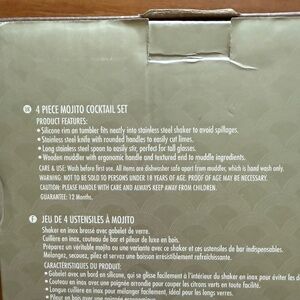 GB 4 PIECE MOJITO COCKTAIL SET
PRODUCT FEATURES:
• Silicone rim on tumbler fits neatly into stainless steel shaker to avoid spillages.
• Stainless steel knife with rounded handles to easily cut limes.
• Long stainless steel spoon to easily stir, perfect for tall glasses.
• Wooden muddler with ergonomic handle and textured end to muddle ingredients.
CARE & USE: Wash before first use. All items are dishwasher safe apart from muddler, which is hand wash only.
WARNING: NOT TO BE SOLD TO PERSONS UNDER 18 YEARS OF AGE. PROOF OF AGE MAY BE NECESSARY.
CAUTION: PLEASE HANDLE WITH CARE AND ALWAYS KEEP AWAY FROM CHILDREN.
GUARANTEE: 12 Months.
F JEU DE 4 USTENSILES À MOJITO
Shaker en inox brossé avec gobelet de verre.
Cuillère en inox, couteau de bar et pileur de luxe en bois.
Préparez un véritable mojito ou une variante avec ce shaker et ces ustensiles de bar indispensables.
Mélangez, secouez, pilez et servez une boisson irrésistiblement rafraîchissante.
CARACTÉRISTIQUES DU PRODUIT:
• Gobelet avec bord en silicone, qui se glisse facilement à l'intérieur du shaker en inox pour éviter les
• Couteau en inox avec une poignée arrondie pour couper les citrons verts en toute facilité.
• Longue cuillère en inox pour mélanger facilement, idéal pour les longs verres.
• Pilon en bois avec une poignée